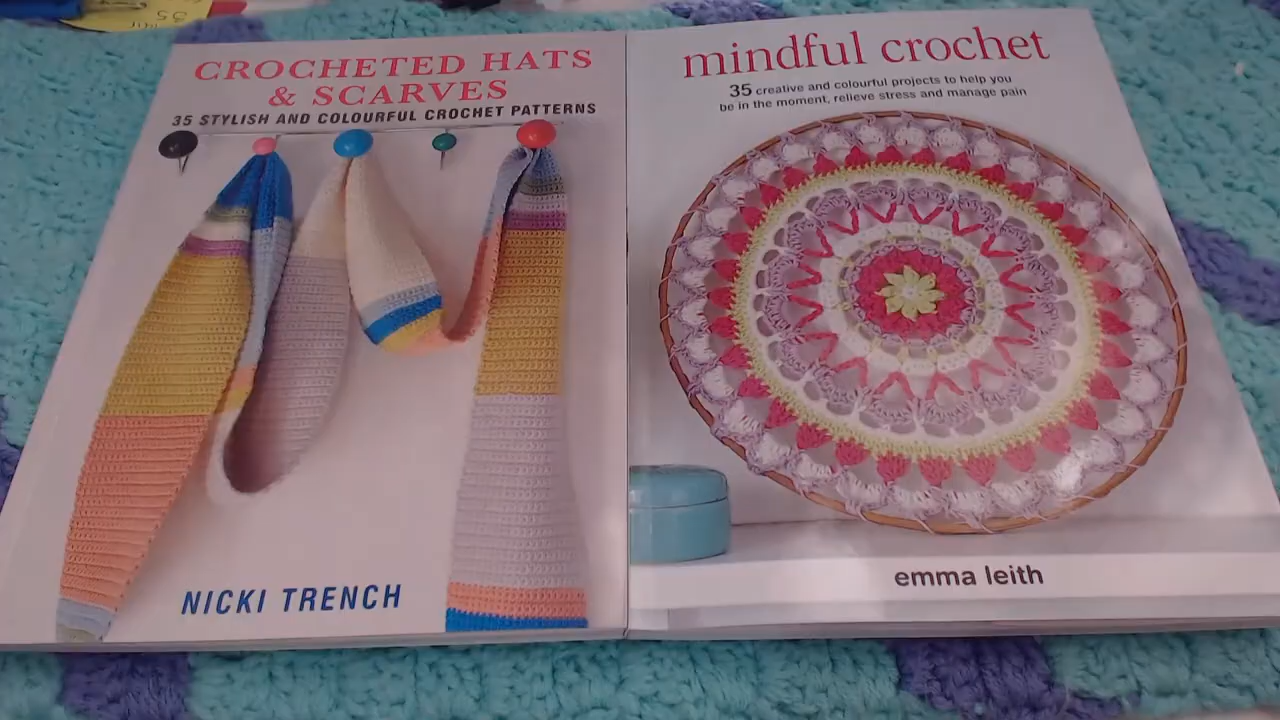 CROCHETED HATS
& SCARVES
35 STYLISH AND COLOURFUL CROCHET PATTERNS
NICKI TRENCH
mindful crochet
35 creative and colourful projects to help you
be in the moment, relieve stress and manage pain
emma leith